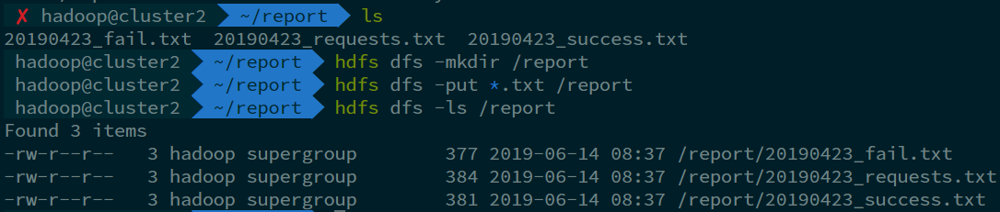 ✘ hadoop@cluster2 ~/report ls
20190423_fail.txt 20190423_requests.txt 20190423_success.txt
hadoop@cluster2 ~/report hdfs dfs -mkdir /report
hadoop@cluster2 ~/report hdfs dfs -put *.txt /report
hadoop@cluster2 ~/report hdfs dfs -ls /report
Found 3 items
-rw-r--r-- 3 hadoop supergroup 377 2019-06-14 08:37 /report/20190423_fail.txt
-rw-r--r-- 3 hadoop supergroup 384 2019-06-14 08:37 /report/20190423_requests.txt
-rw-r--r-- 3 hadoop supergroup 381 2019-06-14 08:37 /report/20190423_success.txt